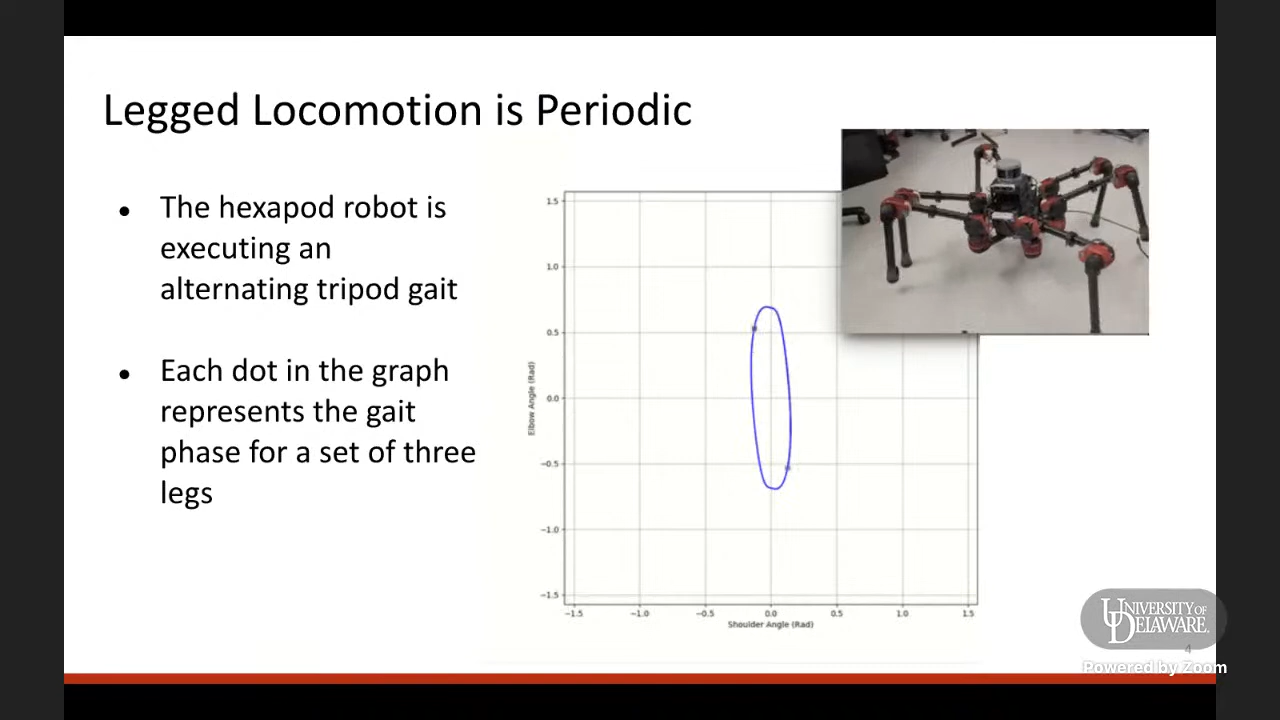 Legged Locomotion is Periodic
● The hexapod robot is
executing an
alternating tripod gait
● Each dot in the graph
represents the gait
phase for a set of three
legs
1.5
1.0
0.5
0.0
−0.5
−1.0
−1.5
Elbow Angle (Rad)
−1.5 −1.0 −0.5 0.0 0.5 1.0 1.5
Shoulder Angle (Rad)
UNIVERSITY OF
DELAWARE.
4
Powered by Zoom